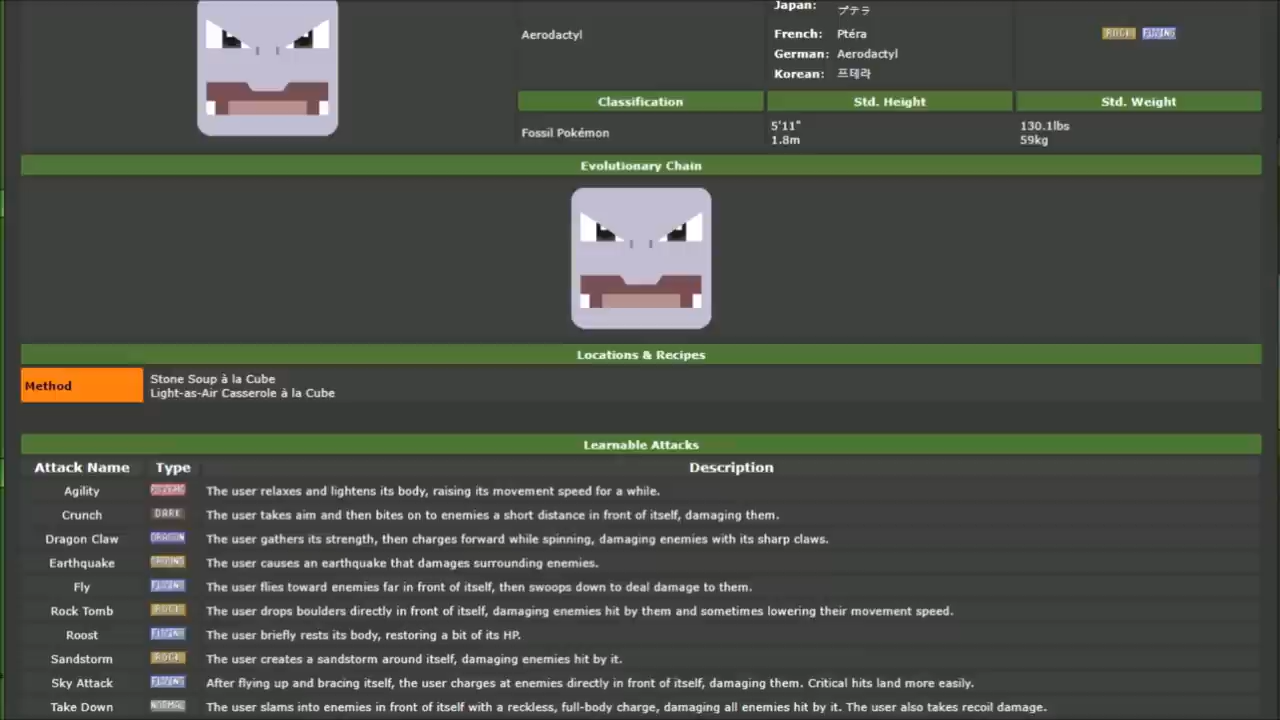 Japan:
プテラ
Aerodactyl
French: Ptéra
ROCK FLYING
German: Aerodactyl
Korean: 프테라
Classification Std. Height Std. Weight
Fossil Pokémon
5'11"
1.8m
130.1lbs
59kg
Evolutionary Chain
Locations & Recipes
Method
Stone Soup à la Cube
Light-as-Air Casserole à la Cube
Learnable Attacks
Attack Name Type Description
Agility PSYCHC The user relaxes and lightens its body, raising its movement speed for a while.
Crunch DARK The user takes aim and then bites on to enemies a short distance in front of itself, damaging them.
Dragon Claw DRAGON The user gathers its strength, then charges forward while spinning, damaging enemies with its sharp claws.
Earthquake GROUND The user causes an earthquake that damages surrounding enemies.
Fly FLYING The user flies toward enemies far in front of itself, then swoops down to deal damage to them.
Rock Tomb ROCK The user drops boulders directly in front of itself, damaging enemies hit by them and sometimes lowering their movement speed.
Roost FLYING The user briefly rests its body, restoring a bit of its HP.
Sandstorm ROCK The user creates a sandstorm around itself, damaging enemies hit by it.
Sky Attack FLYING After flying up and bracing itself, the user charges at enemies directly in front of itself, damaging them. Critical hits land more easily.
Take Down NORMAL The user slams into enemies in front of itself with a reckless, full-body charge, damaging all enemies hit by it. The user also takes recoil damage.